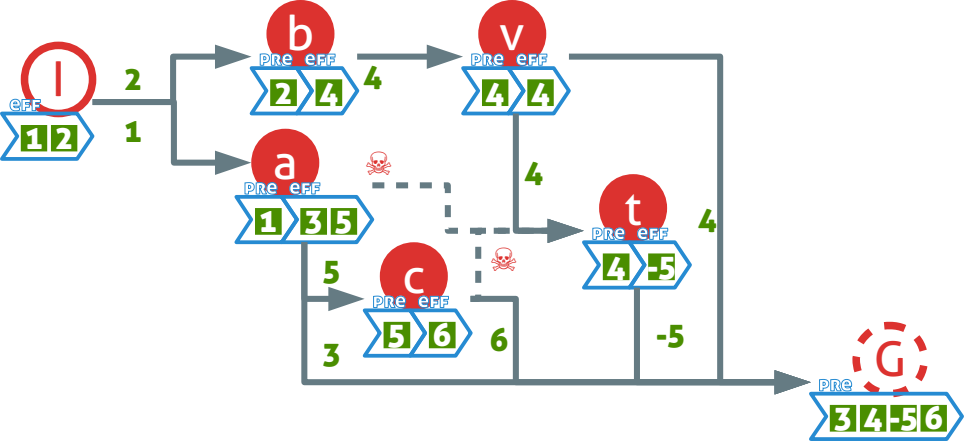 b
PRE EFF
2 4
v
PRE EFF
4 4
I
EFF
1 2
2
1
4
a
PRE EFF
1 3 5
4
t
PRE EFF
4 -5
4
5
c
PRE EFF
5 6
3
6
-5
G
PRE
3 4 -5 6